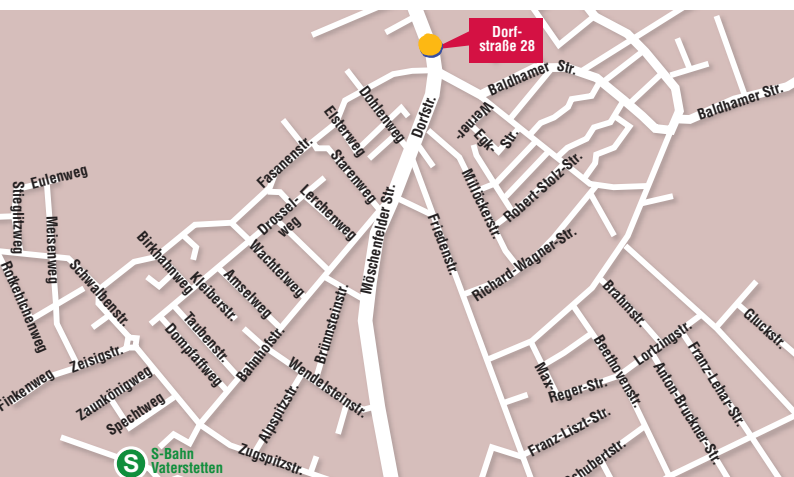 Dorf-
straße 28
Baldhamer Str.
Baldhamer Str.
Dohlenweg
Elsterweg
Dorfstr.
Werner-
Egk
Str.
Fasanenstr.
Starenweg
Eulenweg
Stieglitzweg
Meisenweg
Lerchenweg
Drossel-
weg
Möschenfelder Str.
Millöckerstr.
Robert-Stolz-Str.
Friedenstr.
Birkhahnweg
Wachtelweg
Richard-Wagner-Str.
Rotkehlchenweg
Schwalbenstr.
Kleiberstr.
Amselweg
Brünnsteinstr.
Brahmstr.
Gluckstr.
Taubenstr.
Dompfaffweg
Bahnhofstr.
Zeisigstr.
Finkenweg
Zaunkönigweg
Spechtweg
Wendelsteinstr.
Alpspitzstr.
Zugspitzstr.
Beethovenstr.
Lortzingstr.
Franz-Lehar-Str.
Max-
Reger-Str.
Anton-Bruckner-Str.
Franz-Liszt-Str.
Schubertstr.
S
S-Bahn
Vaterstetten